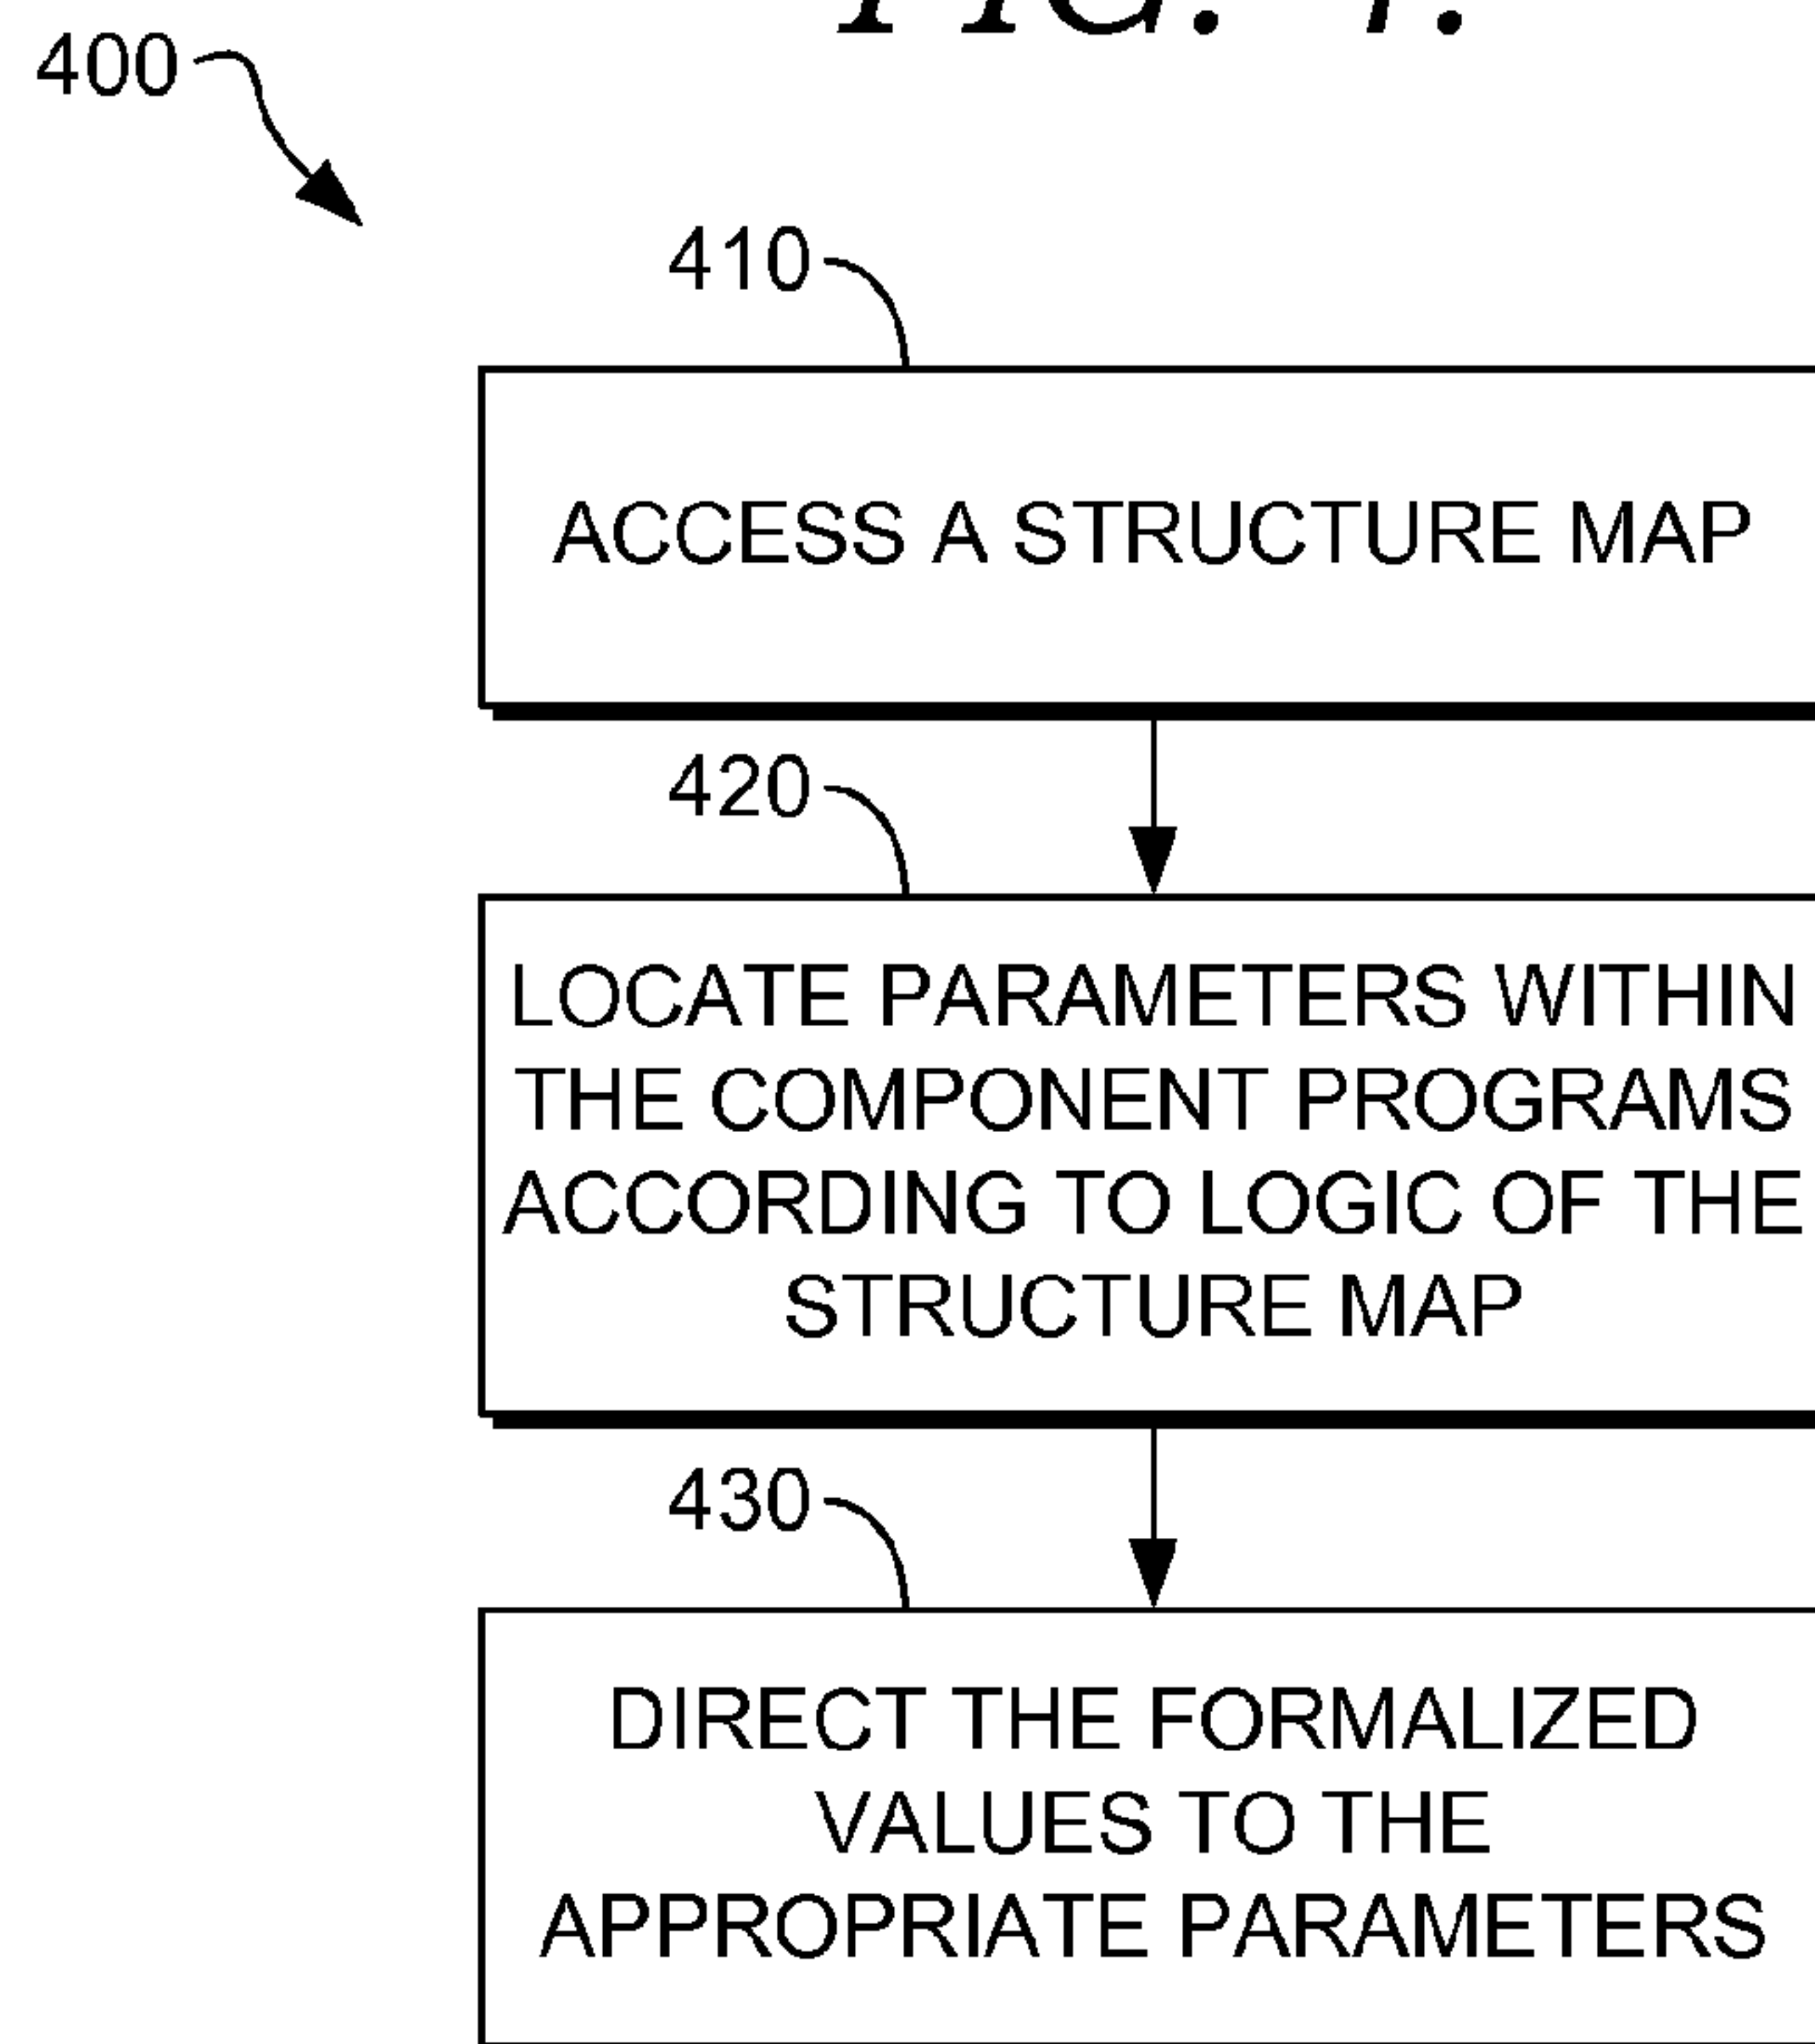 FIG.
400
410
ACCESS A STRUCTURE MAP
420
LOCATE PARAMETERS WITHIN
THE COMPONENT PROGRAMS
ACCORDING TO LOGIC OF THE
STRUCTURE MAP
430
DIRECT THE FORMALIZED
VALUES TO THE
APPROPRIATE PARAMETERS